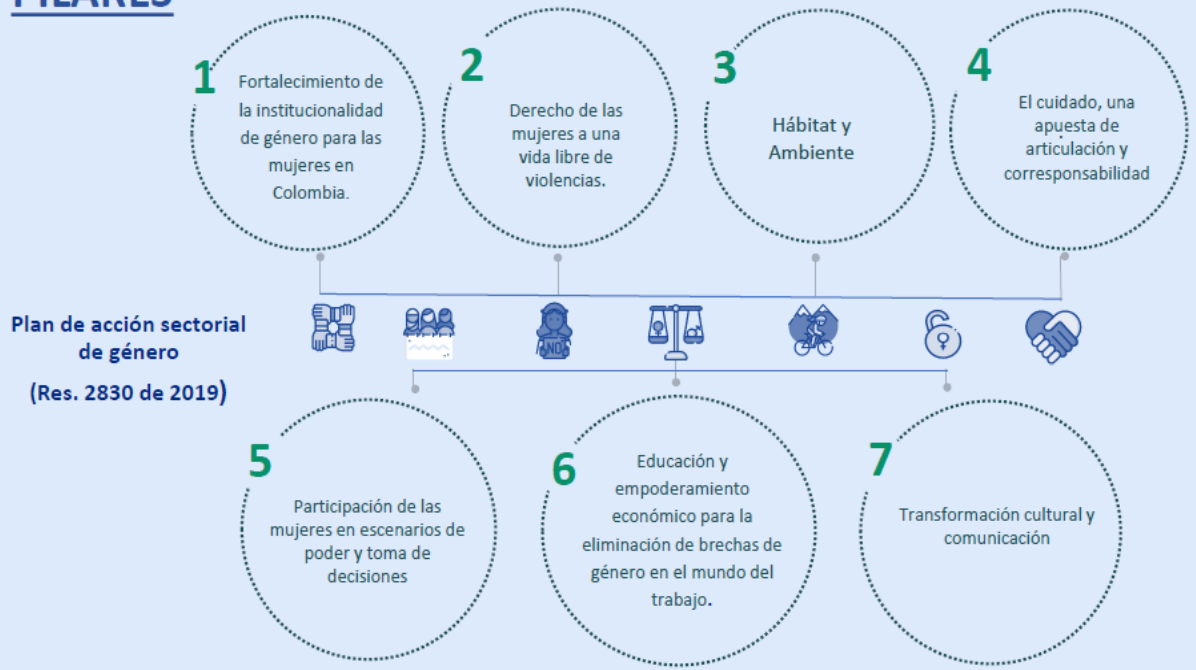 PILARES
1
Fortalecimiento de
la institucionalidad
de género para las
mujeres en
Colombia.
2
Derecho de las
mujeres a una
vida libre de
violencias.
3
Hábitat y
Ambiente
4
El cuidado, una
apuesta de
articulación y
corresponsabilidad
Plan de acción sectorial
de género
(Res. 2830 de 2019)
NO
5
Participación de las
mujeres en escenarios de
poder y toma de
decisiones
6
Educación y
empoderamiento
económico para la
eliminación de brechas de
género en el mundo del
trabajo.
7
Transformación cultural y
comunicación